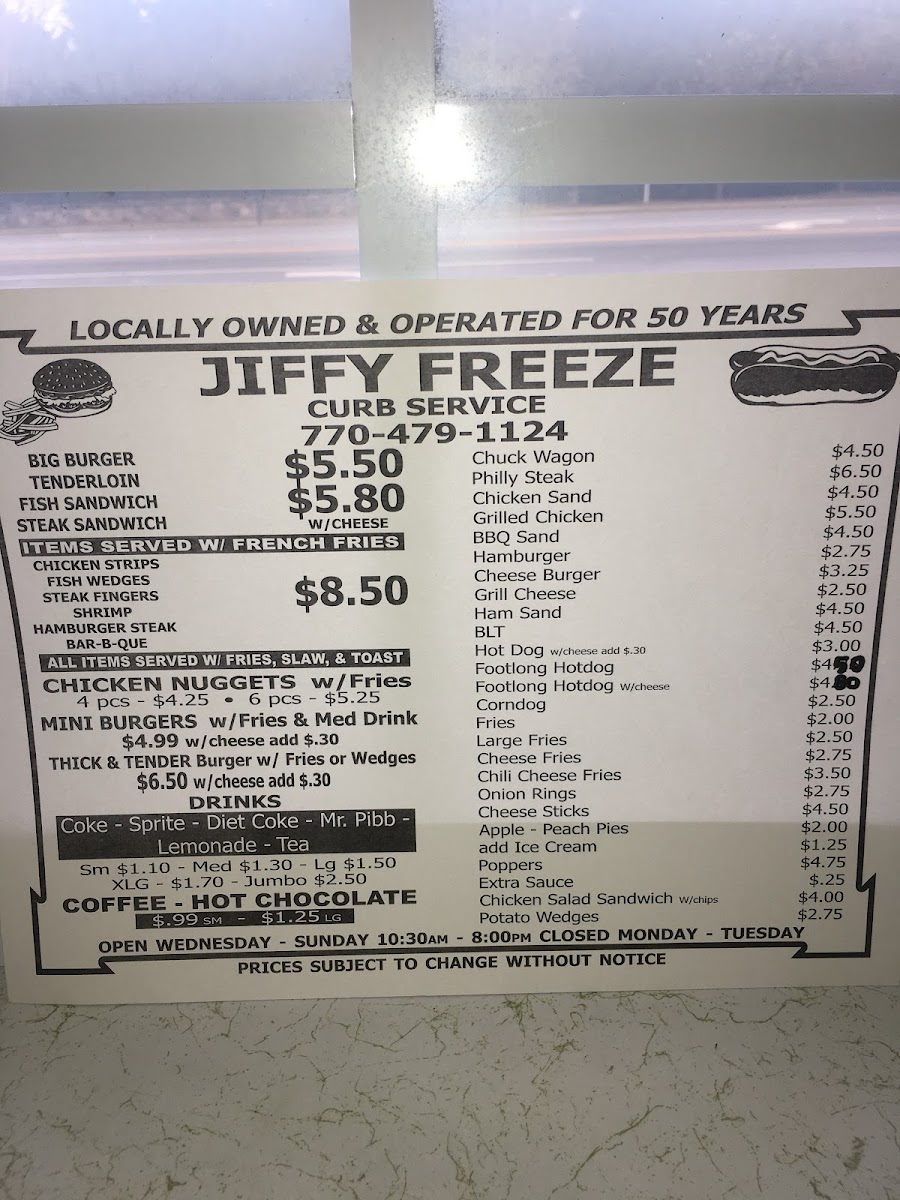 LOCALLY OWNED & OPERATED FOR 50 YEARS
JIFFY FREEZE
CURB SERVICE
770-479-1124
BIG BURGER
TENDERLOIN
FISH SANDWICH
STEAK SANDWICH
$5.50
$5.80
W/CHEESE
ITEMS SERVED W/ FRENCH FRIES
CHICKEN STRIPS
FISH WEDGES
STEAK FINGERS
SHRIMP
HAMBURGER STEAK
BAR-B-QUE
$8.50
ALL ITEMS SERVED W/ FRIES, SLAW, & TOAST
CHICKEN NUGGETS w/Fries
4 pcs - $4.25 • 6 pcs - $5.25
MINI BURGERS w/Fries & Med Drink
$4.99 w/cheese add $.30
THICK & TENDER Burger w/ Fries or Wedges
$6.50 w/cheese add $.30
DRINKS
Coke - Sprite - Diet Coke - Mr. Pibb -
Lemonade - Tea
Sm $1.10 - Med $1.30 - Lg $1.50
XLG - $1.70 - Jumbo $2.50
COFFEE - HOT CHOCOLATE
$.99 SM - $1.25 LG
Chuck Wagon $4.50
Philly Steak $6.50
Chicken Sand $4.50
Grilled Chicken $5.50
BBQ Sand $4.50
Hamburger $2.75
Cheese Burger $3.25
Grill Cheese $2.50
Ham Sand $4.50
BLT $4.50
Hot Dog w/cheese add $.30 $3.00
Footlong Hotdog $4.50
Footlong Hotdog W/cheese $4.80
Corndog $2.50
Fries $2.00
Large Fries $2.50
Cheese Fries $2.75
Chili Cheese Fries $3.50
Onion Rings $2.75
Cheese Sticks $4.50
Apple - Peach Pies $2.00
add Ice Cream $1.25
Poppers $4.75
Extra Sauce $.25
Chicken Salad Sandwich W/chips $4.00
Potato Wedges $2.75
OPEN WEDNESDAY - SUNDAY 10:30AM - 8:00PM CLOSED MONDAY - TUESDAY
PRICES SUBJECT TO CHANGE WITHOUT NOTICE